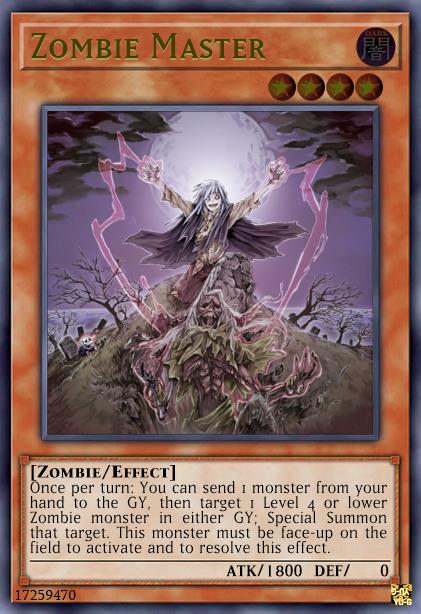 Zombie Master
DARK
闇
[Zombie/Effect]
Once per turn: You can send 1 monster from your
hand to the GY, then target 1 Level 4 or lower
Zombie monster in either GY; Special Summon
that target. This monster must be face-up on the
field to activate and to resolve this effect.
ATK/1800 DEF/ 0
17259470